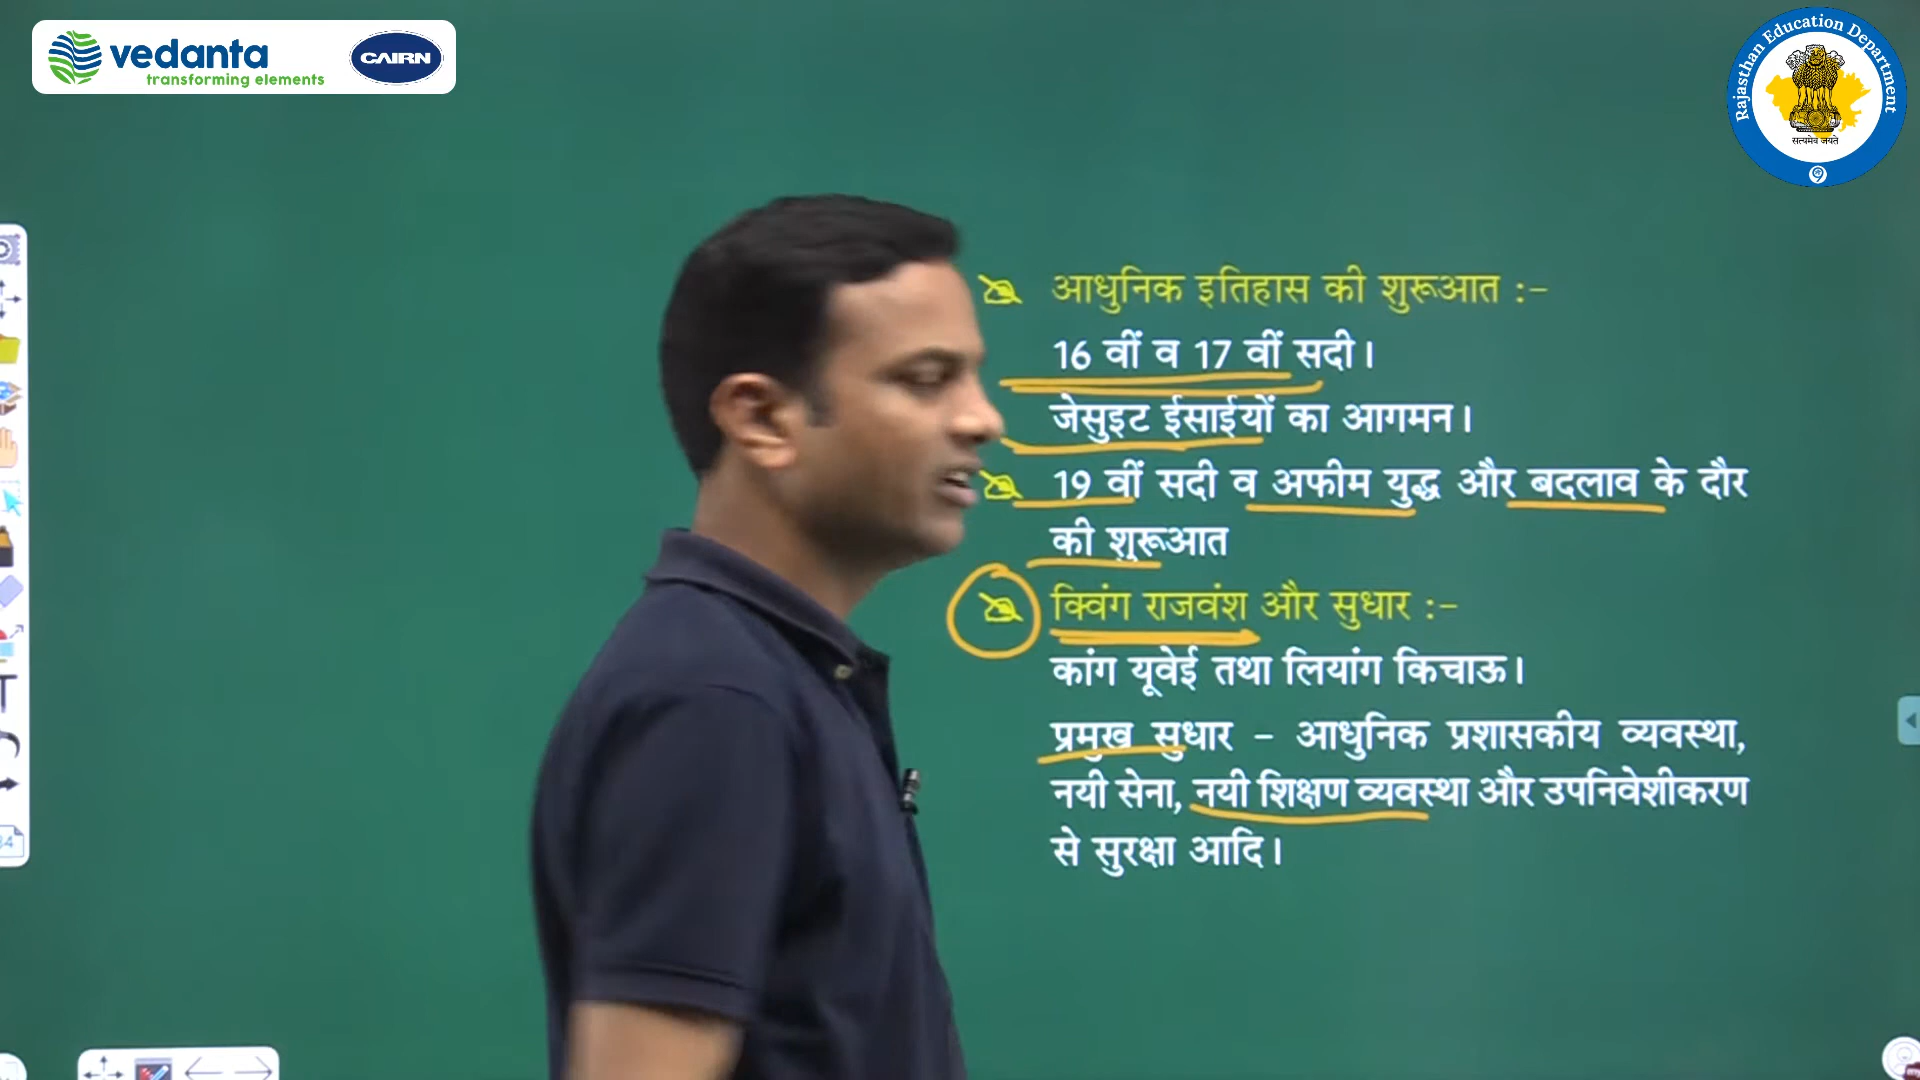 vedanta
transforming elements
CAIRN
Rajasthan Education Department
सत्यमेव जयते
आधुनिक इतिहास की शुरूआत :-
16 वीं व 17 वीं सदी।
जेसुइट ईसाईयों का आगमन।
19 वीं सदी व अफीम युद्ध और बदलाव के दौर
की शुरूआत
क्विंग राजवंश और सुधार :-
कांग यूवेई तथा लियांग किचाऊ।
प्रमुख सुधार - आधुनिक प्रशासकीय व्यवस्था,
नयी सेना, नयी शिक्षण व्यवस्था और उपनिवेशीकरण
से सुरक्षा आदि।